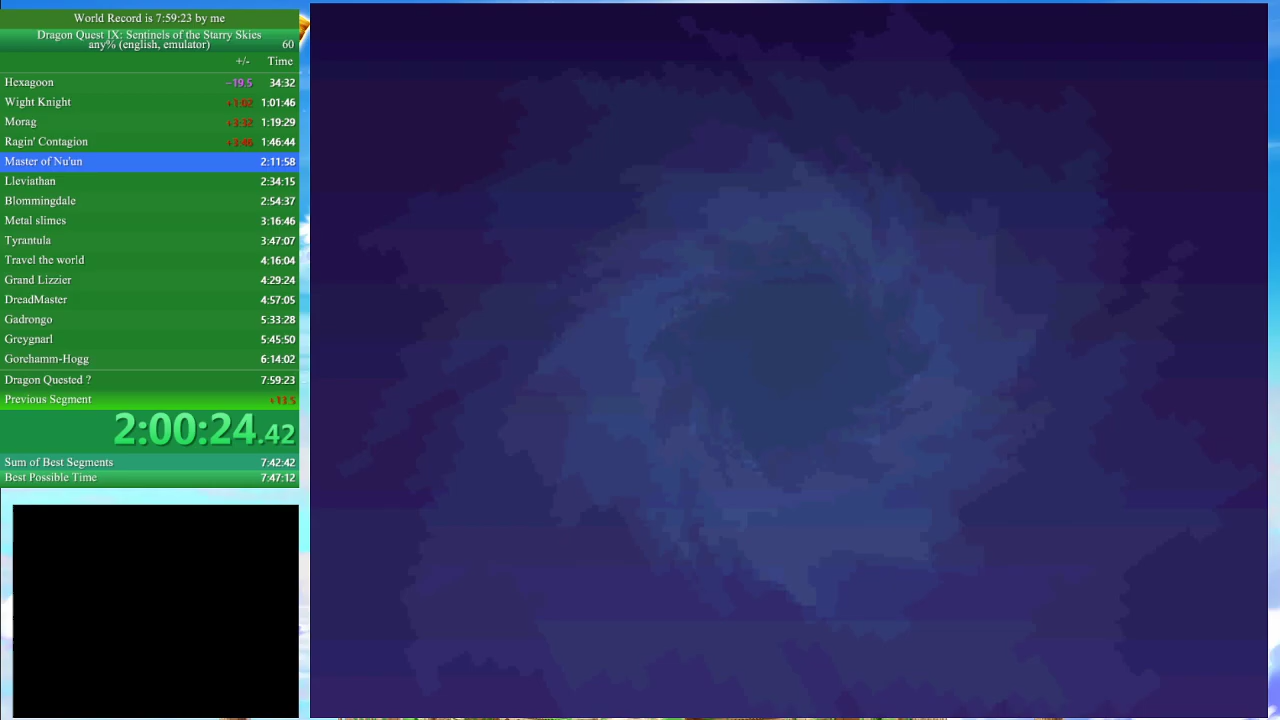 World Record is 7:59:23 by me
Dragon Quest IX: Sentinels of the Starry Skies
any% (english, emulator) 60
+/- Time
Hexagoon −19.5 34:32
Wight Knight +1:02 1:01:46
Morag +3:32 1:19:29
Ragin' Contagion +3:46 1:46:44
Master of Nu'un 2:11:58
Lleviathan 2:34:15
Blommingdale 2:54:37
Metal slimes 3:16:46
Tyrantula 3:47:07
Travel the world 4:16:04
Grand Lizzier 4:29:24
DreadMaster 4:57:05
Gadrongo 5:33:28
Greygnarl 5:45:50
Gorehamm-Hogg 6:14:02
Dragon Quested ? 7:59:23
Previous Segment +13.5
2:00:24.42
Sum of Best Segments 7:42:42
Best Possible Time 7:47:12